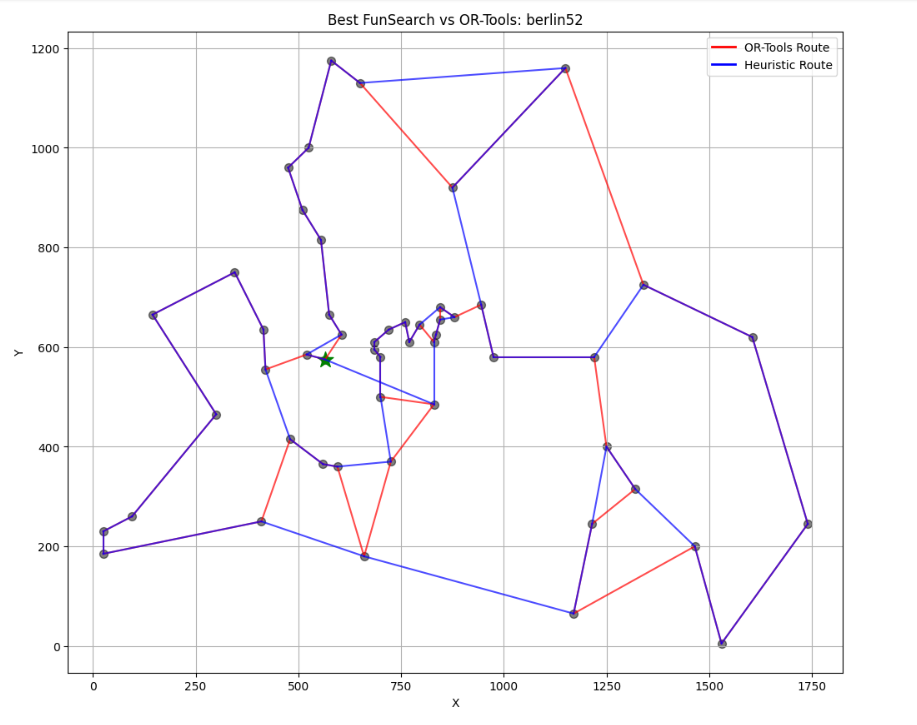 Best FunSearch vs OR-Tools: berlin52
OR-Tools Route
Heuristic Route
1200
1000
800
600
400
200
0
Y
0 250 500 750 1000 1250 1500 1750
X